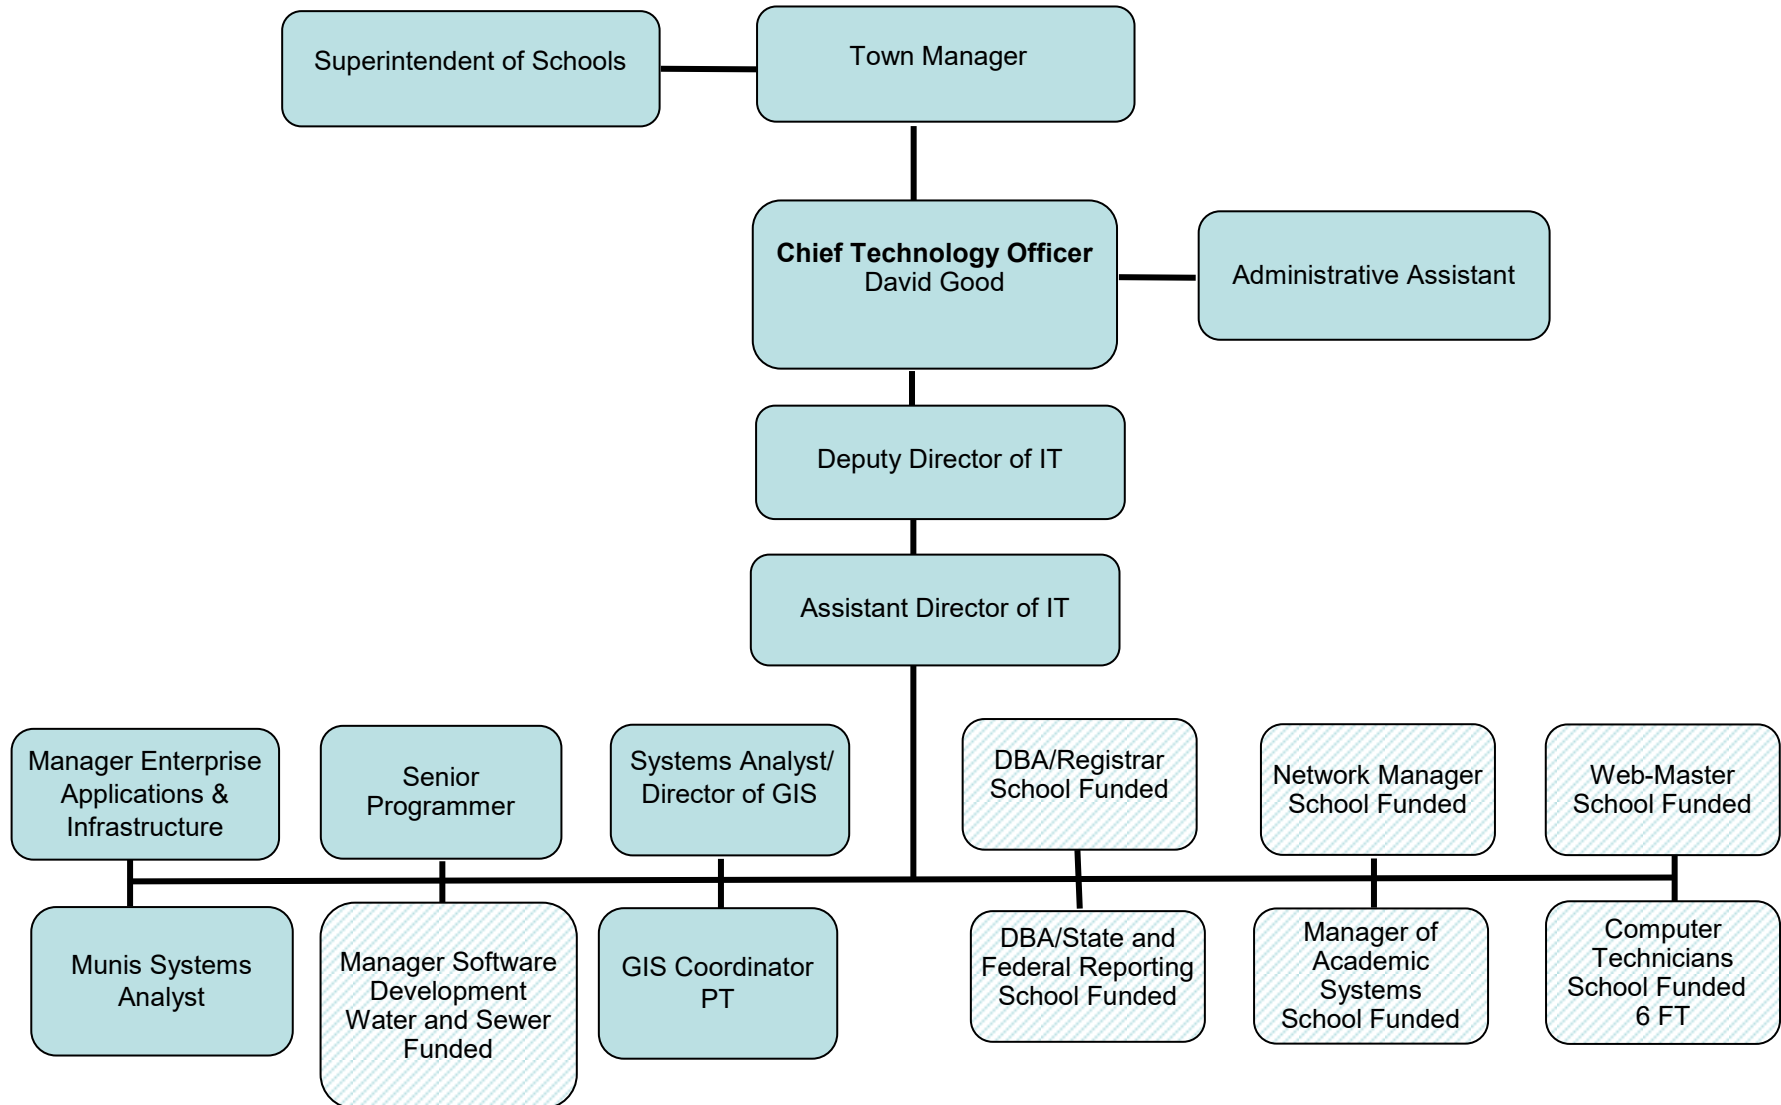 Superintendent of Schools
Town Manager
Chief Technology Officer
David Good
Administrative Assistant
Deputy Director of IT
Assistant Director of IT
Manager Enterprise
Applications &
Infrastructure
Senior
Programmer
Systems Analyst/
Director of GIS
DBA/Registrar
School Funded
Network Manager
School Funded
Web-Master
School Funded
Munis Systems
Analyst
Manager Software
Development
Water and Sewer
Funded
GIS Coordinator
PT
DBA/State and
Federal Reporting
School Funded
Manager of
Academic
Systems
School Funded
Computer
Technicians
School Funded
6 FT